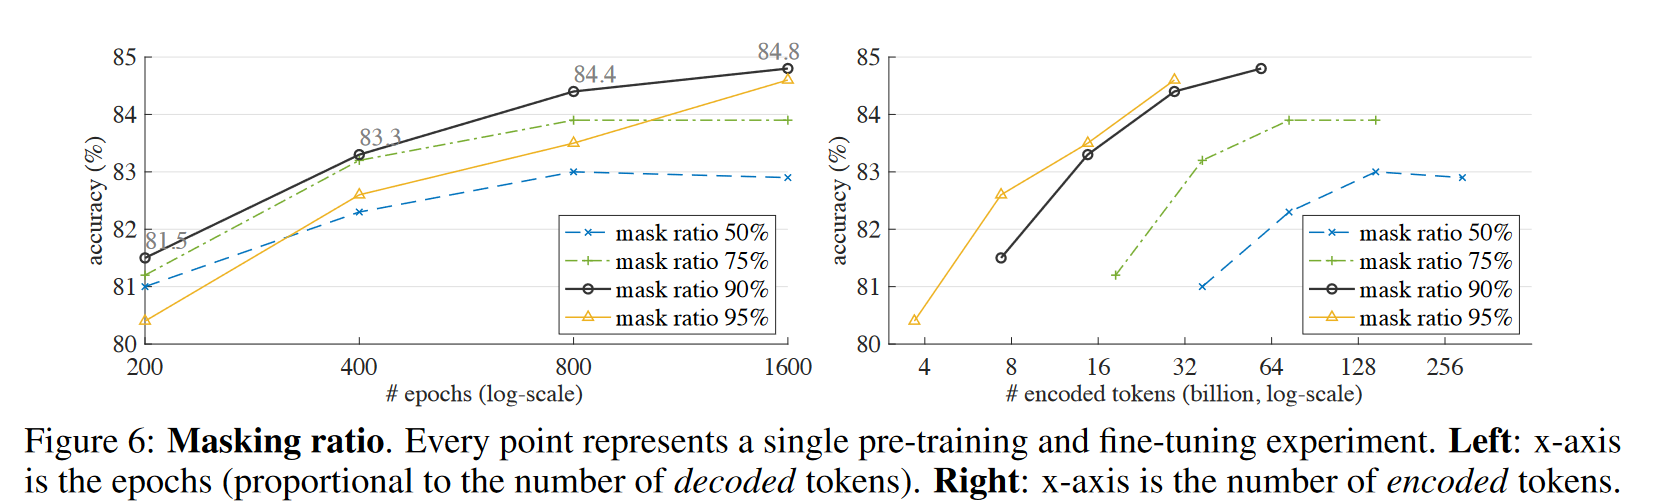 85
84
83
82
81
80
accuracy (%)
81.5
83.3
84.4
84.8
mask ratio 50%
mask ratio 75%
mask ratio 90%
mask ratio 95%
200 400 800 1600
# epochs (log-scale)
85
84
83
82
81
80
accuracy (%)
mask ratio 50%
mask ratio 75%
mask ratio 90%
mask ratio 95%
4 8 16 32 64 128 256
# encoded tokens (billion, log-scale)
Figure 6: Masking ratio. Every point represents a single pre-training and fine-tuning experiment. Left: x-axis
is the epochs (proportional to the number of decoded tokens). Right: x-axis is the number of encoded tokens.